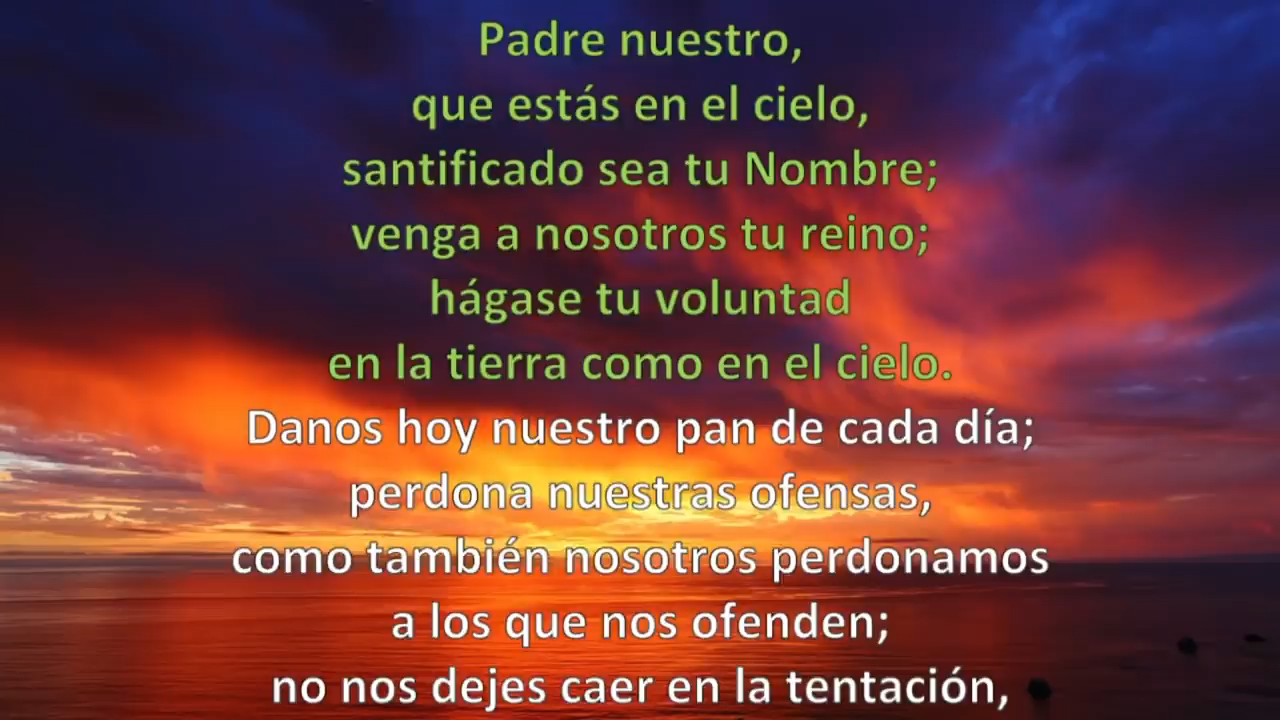 Padre nuestro,
que estás en el cielo,
santificado sea tu Nombre;
venga a nosotros tu reino;
hágase tu voluntad
en la tierra como en el cielo.
Danos hoy nuestro pan de cada día;
perdona nuestras ofensas,
como también nosotros perdonamos
a los que nos ofenden;
no nos dejes caer en la tentación,